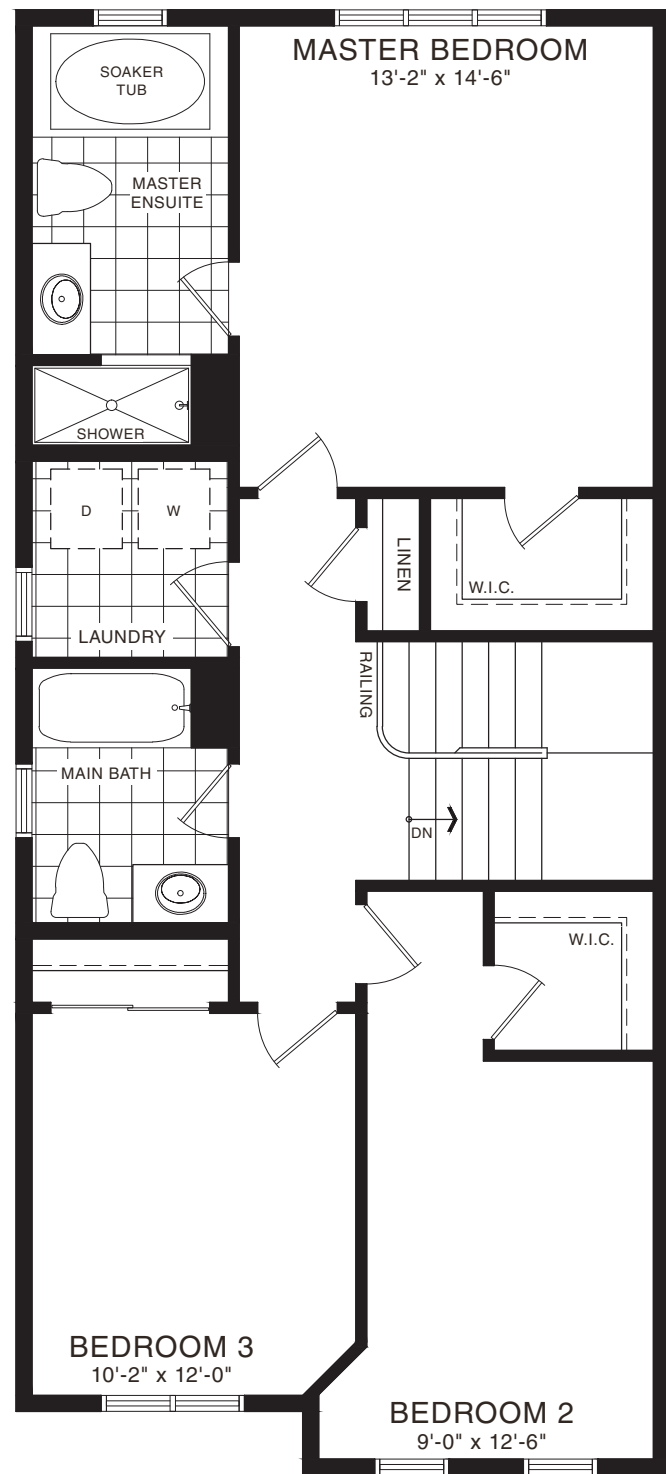 MASTER BEDROOM
13'-2" x 14'-6"
SOAKER
TUB
MASTER
ENSUITE
SHOWER
D
W
LAUNDRY
LINEN
W.I.C.
RAILING
MAIN BATH
DN
W.I.C.
BEDROOM 3
10'-2" x 12'-0"
BEDROOM 2
9'-0" x 12'-6"